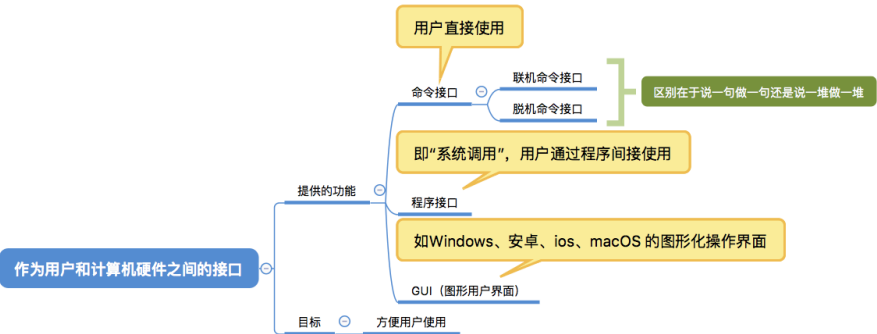 用户直接使用
联机命令接口
命令接口
区别在于说一句做一句还是说一堆做一堆
脱机命令接口
即“系统调用”，用户通过程序间接使用
提供的功能
程序接口
如Windows、安卓、ios、macOS 的图形化操作界面
作为用户和计算机硬件之间的接口
GUI（图形用户界面）
目标
方便用户使用